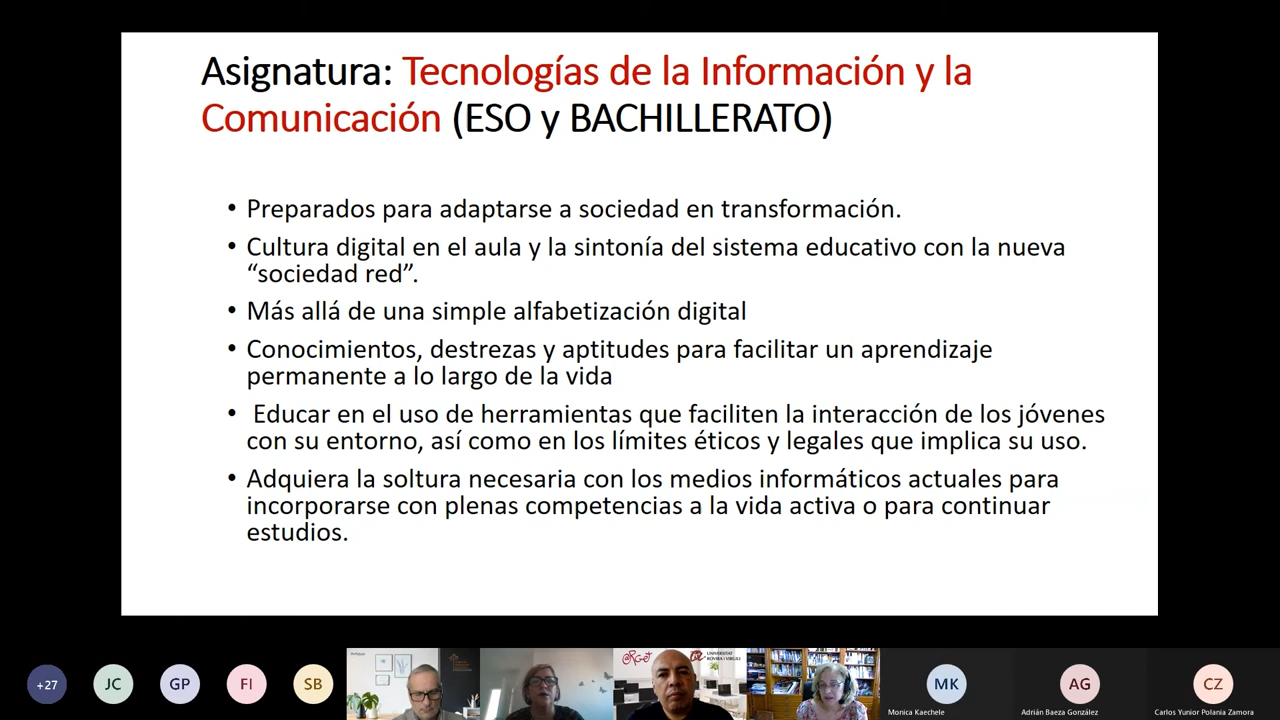 Asignatura: Tecnologías de la Información y la
Comunicación (ESO y BACHILLERATO)
• Preparados para adaptarse a sociedad en transformación.
• Cultura digital en el aula y la sintonía del sistema educativo con la nueva
“sociedad red”.
• Más allá de una simple alfabetización digital
• Conocimientos, destrezas y aptitudes para facilitar un aprendizaje
permanente a lo largo de la vida
• Educar en el uso de herramientas que faciliten la interacción de los jóvenes
con su entorno, así como en los límites éticos y legales que implica su uso.
• Adquiera la soltura necesaria con los medios informáticos actuales para
incorporarse con plenas competencias a la vida activa o para continuar
estudios.
+27
JC
GP
FI
SB
@RGET
UNIVERSITAT
ROVIRA i VIRGILI
MK
AG
CZ
Monica Kaechele
Adrián Baeza González
Carlos Yunior Polania Zamora